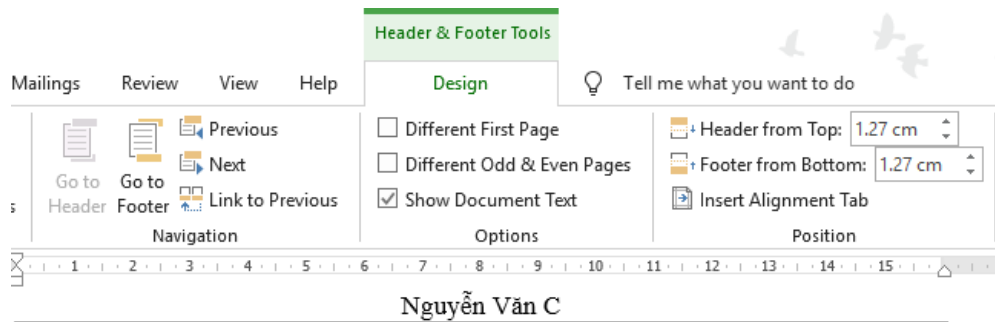 Header & Footer Tools
Mailings Review View Help Design Tell me what you want to do
Previous Different First Page Header from Top: 1.27 cm
Next Different Odd & Even Pages Footer from Bottom: 1.27 cm
Go to Header Go to Footer Link to Previous Show Document Text Insert Alignment Tab
s Navigation Options Position
1 2 3 4 5 6 7 8 9 10 11 12 13 14 15
Nguyễn Văn C